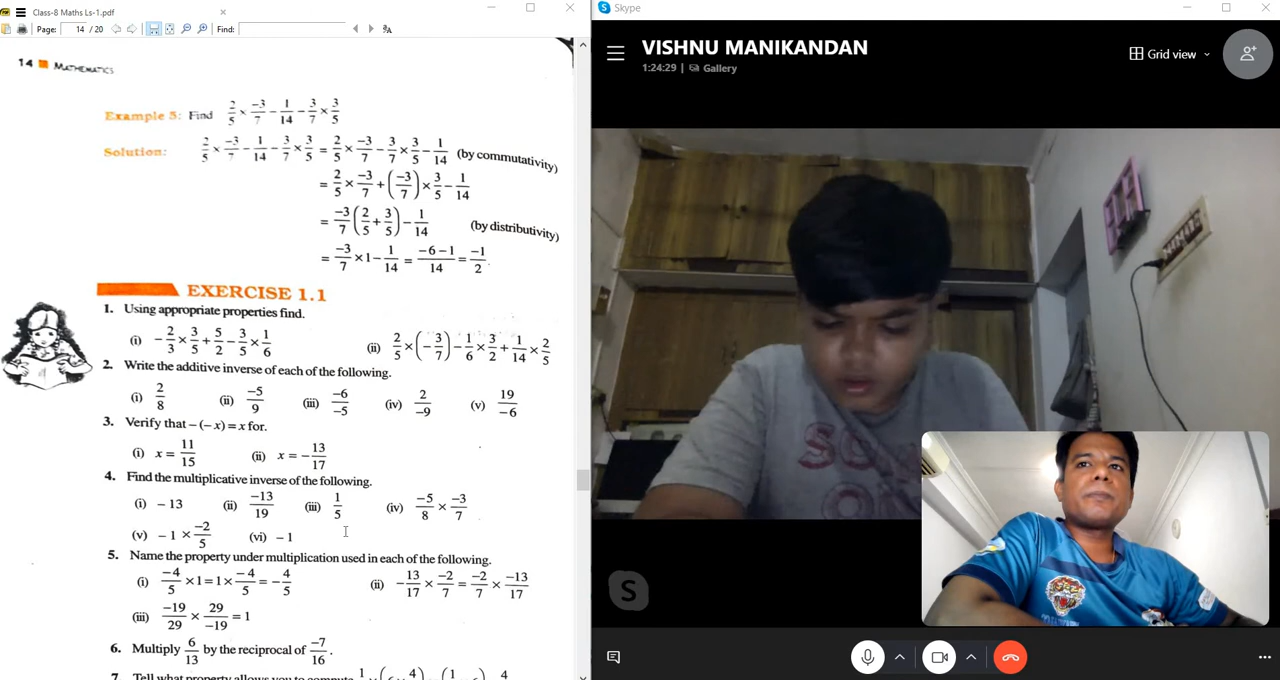 Class-8 Maths Ls-1.pdf
Page: 14 / 20 Find:
14 MATHEMATICS
Example 5: Find 2/5 × -3/7 - 1/14 - 3/7 × 3/5
Solution: 2/5 × -3/7 - 1/14 - 3/7 × 3/5 = 2/5 × -3/7 - 3/7 × 3/5 - 1/14 (by commutativity)
= 2/5 × -3/7 + (-3/7) × 3/5 - 1/14
= -3/7 (2/5 + 3/5) - 1/14 (by distributivity)
= -3/7 × 1 - 1/14 = -6-1/14 = -1/2
EXERCISE 1.1
1. Using appropriate properties find.
(i) -2/3 × 3/5 + 5/2 - 3/5 × 1/6 (ii) 2/5 × (-3/7) - 1/6 × 3/2 + 1/14 × 2/5
2. Write the additive inverse of each of the following.
(i) 2/8 (ii) -5/9 (iii) -6/-5 (iv) 2/-9 (v) 19/-6
3. Verify that -(-x) = x for.
(i) x = 11/15 (ii) x = -13/17
4. Find the multiplicative inverse of the following.
(i) -13 (ii) -13/19 (iii) 1/5 (iv) -5/8 × -3/7
(v) -1 × -2/5 (vi) -1
5. Name the property under multiplication used in each of the following.
(i) -4/5 × 1 = 1 × -4/5 = -4/5 (ii) -13/17 × -2/7 = -2/7 × -13/17
(iii) -19/29 × 29/-19 = 1
6. Multiply 6/13 by the reciprocal of -7/16.
7. Tell what property allows you to compute
Skype
VISHNU MANIKANDAN
1:24:29 | Gallery
Grid view